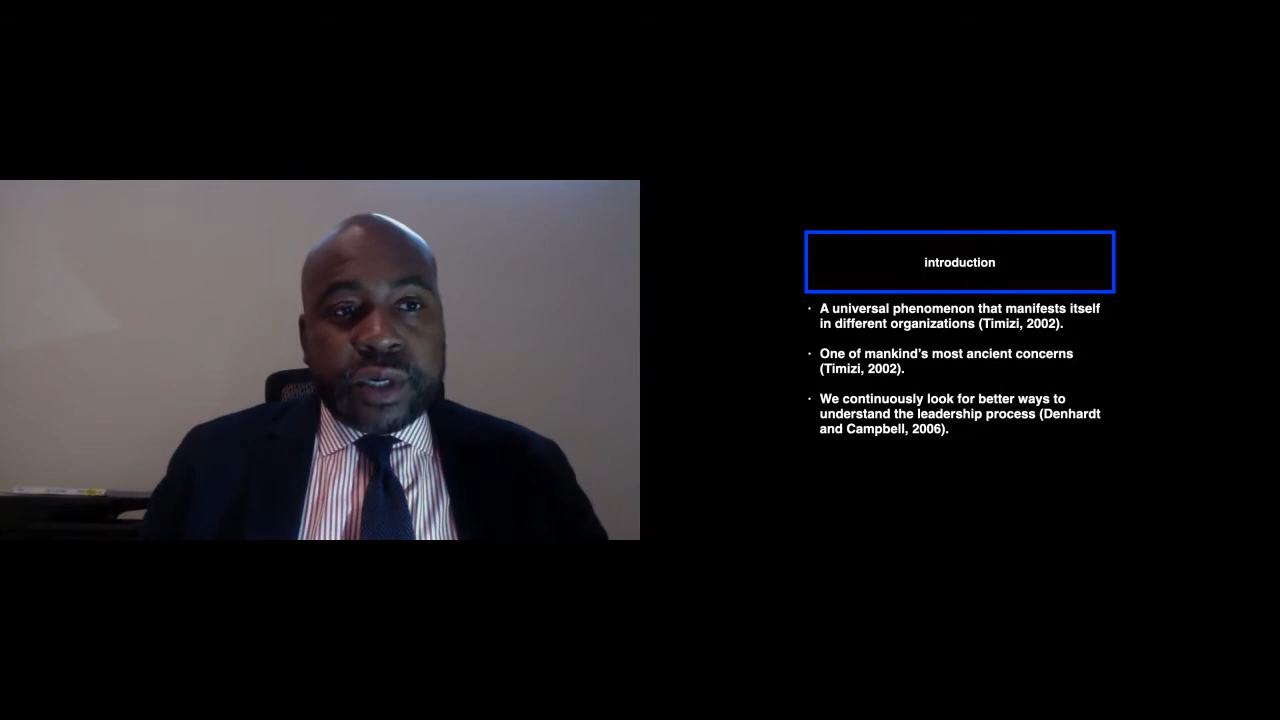 introduction
· A universal phenomenon that manifests itself
in different organizations (Timizi, 2002).
· One of mankind's most ancient concerns
(Timizi, 2002).
· We continuously look for better ways to
understand the leadership process (Denhardt
and Campbell, 2006).